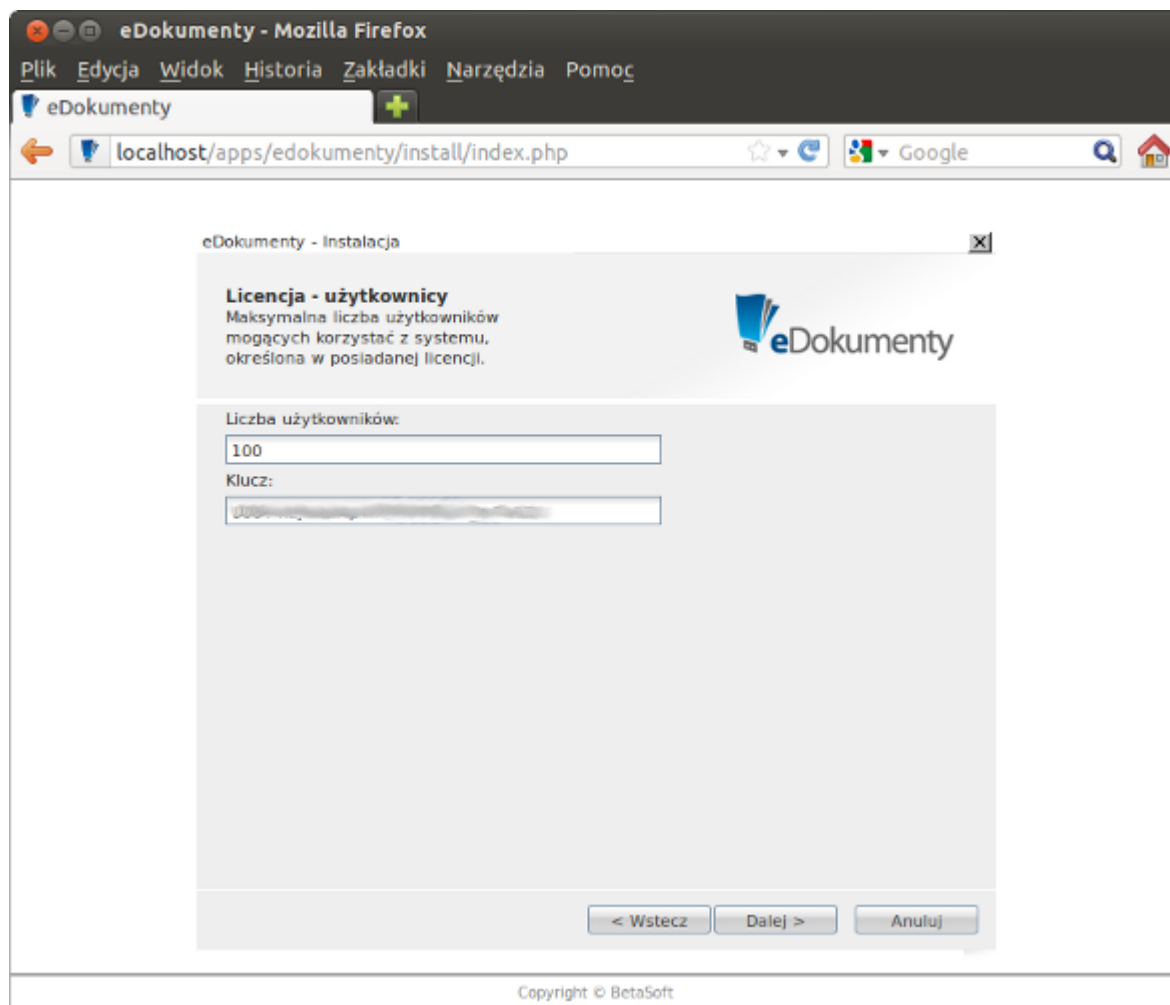 eDokumenty - Mozilla Firefox
Plik Edycja Widok Historia Zakładki Narzędzia Pomoc
eDokumenty
localhost/apps/edokumenty/install/index.php
Google
eDokumenty - Instalacja
Licencja - użytkownicy
Maksymalna liczba użytkowników
mogących korzystać z systemu,
określona w posiadanej licencji.
eDokumenty
Liczba użytkowników:
100
Klucz:
< Wstecz
Dalej >
Anuluj
Copyright © BetaSoft